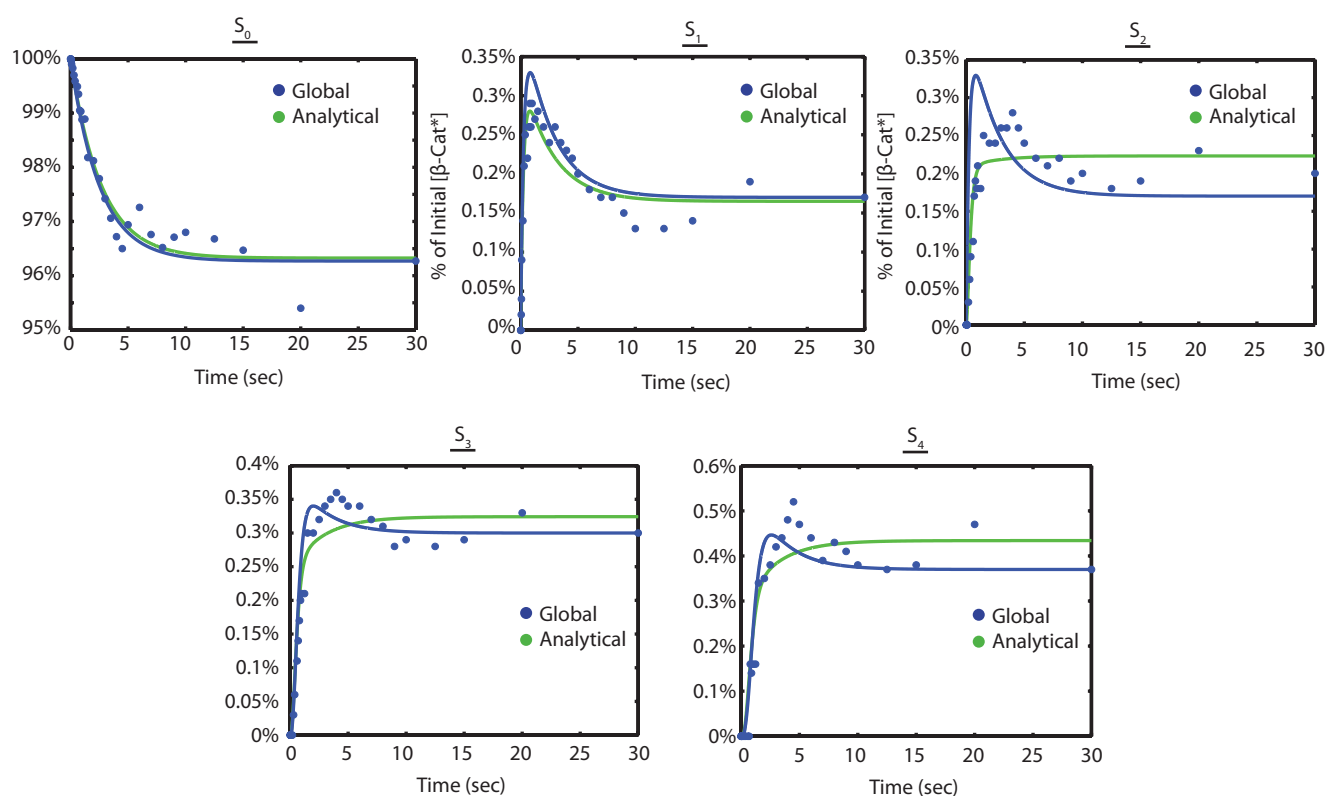 S0
100%
99%
98%
97%
96%
95%
0 5 10 15 20 25 30
Time (sec)
Global
Analytical
S1
% of Initial [β-Cat*]
0.35%
0.3%
0.25%
0.2%
0.15%
0.1%
0.05%
0%
0 5 10 15 20 25 30
Time (sec)
Global
Analytical
S2
% of Initial [β-Cat*]
0.35%
0.3%
0.25%
0.2%
0.15%
0.1%
0.05%
0%
0 5 10 15 20 25 30
Time (sec)
Global
Analytical
S3
0.4%
0.35%
0.3%
0.25%
0.2%
0.15%
0.1%
0.05%
0%
0 5 10 15 20 25 30
Time (sec)
Global
Analytical
S4
0.6%
0.5%
0.4%
0.3%
0.2%
0.1%
0%
0 5 10 15 20 25 30
Time (sec)
Global
Analytical